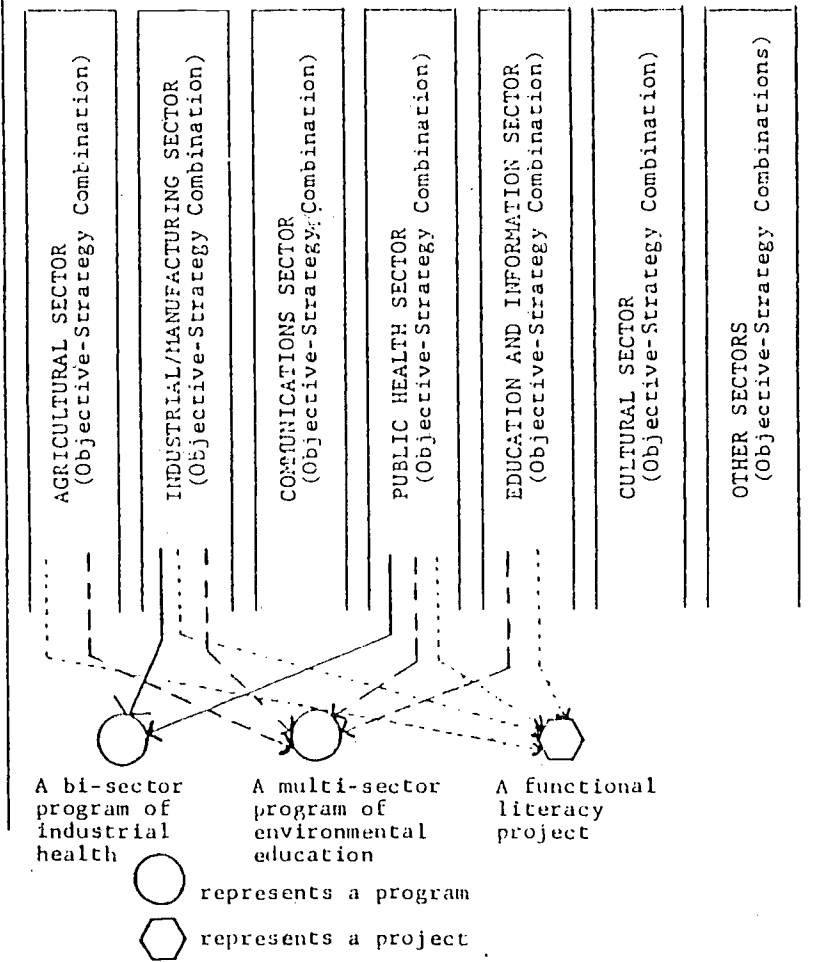 AGRICULTURAL SECTOR
(Objective-Strategy Combination)
INDUSTRIAL/MANUFACTURING SECTOR
(Objective-Strategy Combination)
COMMUNICATIONS SECTOR
(Objective-Strategy Combination)
PUBLIC HEALTH SECTOR
(Objective-Strategy Combination)
EDUCATION AND INFORMATION SECTOR
(Objective-Strategy Combination)
CULTURAL SECTOR
(Objective-Strategy Combination)
OTHER SECTORS
(Objective-Strategy Combinations)
A bi-sector
program of
industrial
health
A multi-sector
program of
environmental
education
A functional
literacy
project
represents a program
represents a project